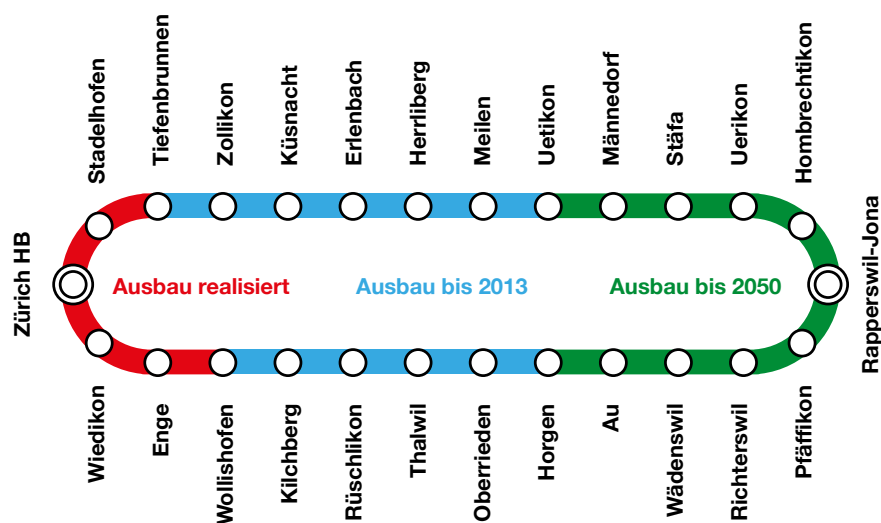 Stadelhofen
Tiefenbrunnen
Zollikon
Küsnacht
Erlenbach
Herrliberg
Meilen
Uetikon
Männedorf
Stäfa
Uerikon
Hombrechtikon
Zürich HB
Ausbau realisiert
Ausbau bis 2013
Ausbau bis 2050
Rapperswil-Jona
Wiedikon
Enge
Wollishofen
Kilchberg
Rüschlikon
Thalwil
Oberrieden
Horgen
Au
Wädenswil
Richterswil
Pfäffikon